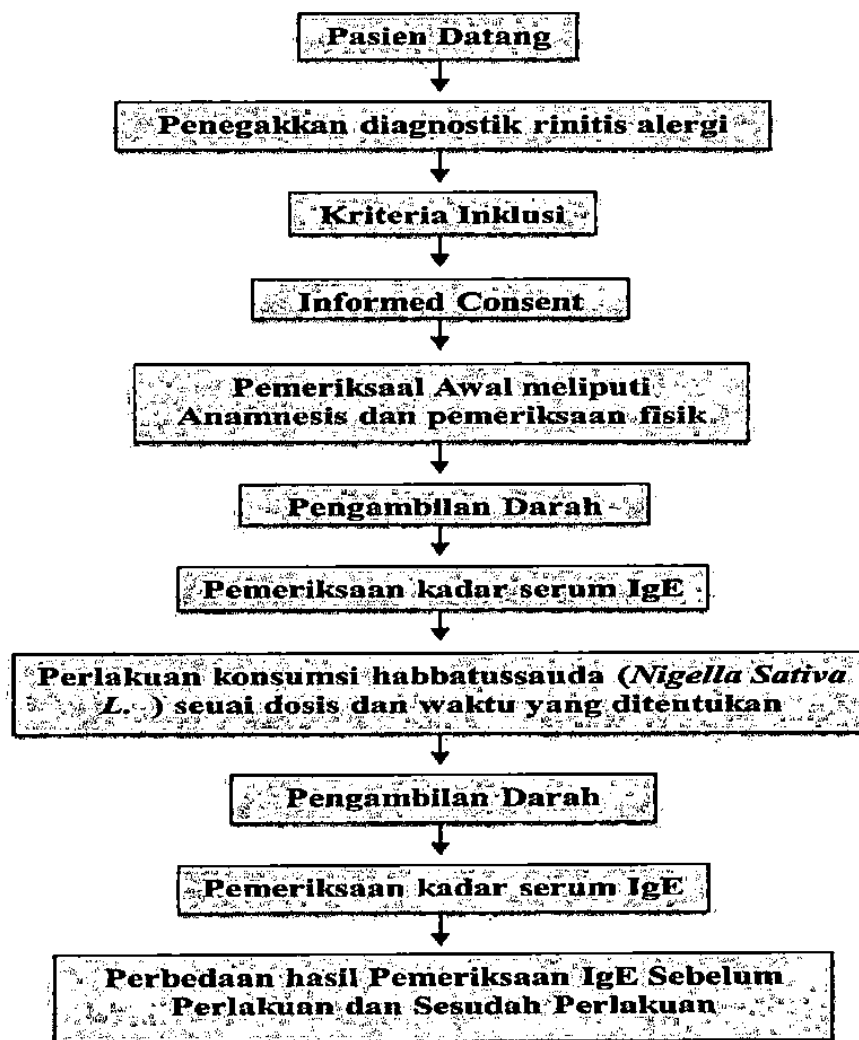 Pasien Datang
Penegakkan diagnostik rinitis alergi
Kriteria Inklusi
Informed Consent
Pemeriksaal Awal meliputi
Anamnesis dan pemeriksaan fisik
Pengambilan Darah
Pemeriksaan kadar serum IgE
Perlakuan konsumsi habbatussauda (Nigella Sativa
L. ) seuai dosis dan waktu yang ditentukan
Pengambilan Darah
Pemeriksaan kadar serum IgE
Perbedaan hasil Pemeriksaan IgE Sebelum
Perlakuan dan Sesudah Perlakuan